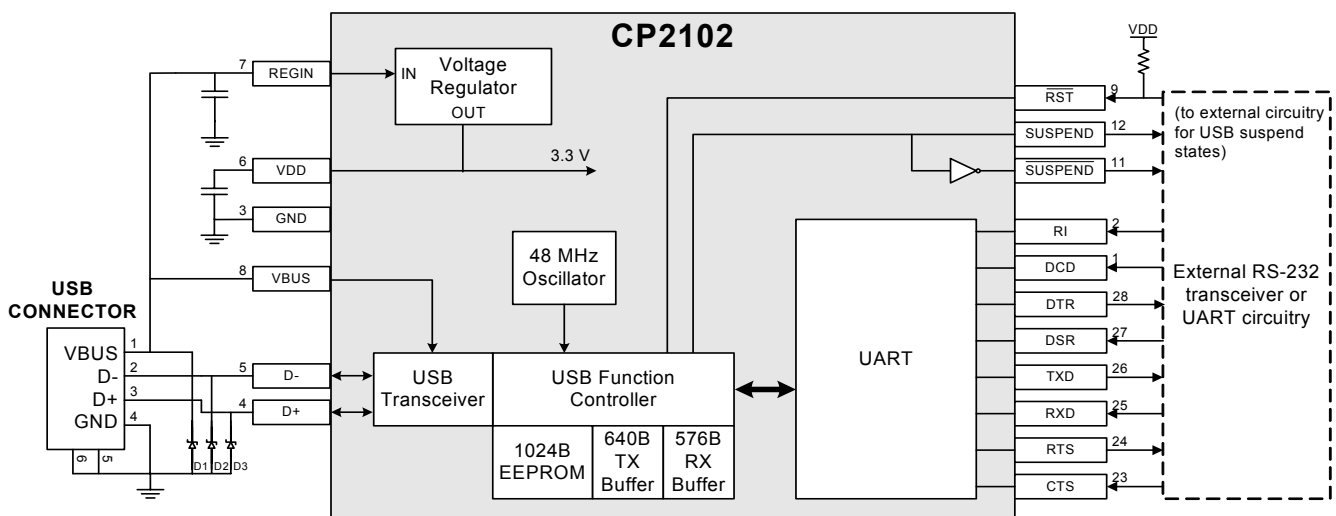 CP2102
7
REGIN
IN
Voltage
Regulator
OUT
6
VDD
3.3 V
3
GND
8
VBUS
48 MHz
Oscillator
USB
CONNECTOR
VBUS
D-
D+
GND
1
2
3
4
6
5
D1
D2
D3
5
D-
4
D+
USB
Transceiver
USB Function
Controller
1024B
EEPROM
640B
TX
Buffer
576B
RX
Buffer
UART
VDD
RST
9
SUSPEND
12
SUSPEND
11
RI
2
DCD
1
DTR
28
DSR
27
TXD
26
RXD
25
RTS
24
CTS
23
(to external circuitry
for USB suspend
states)
External RS-232
transceiver or
UART circuitry